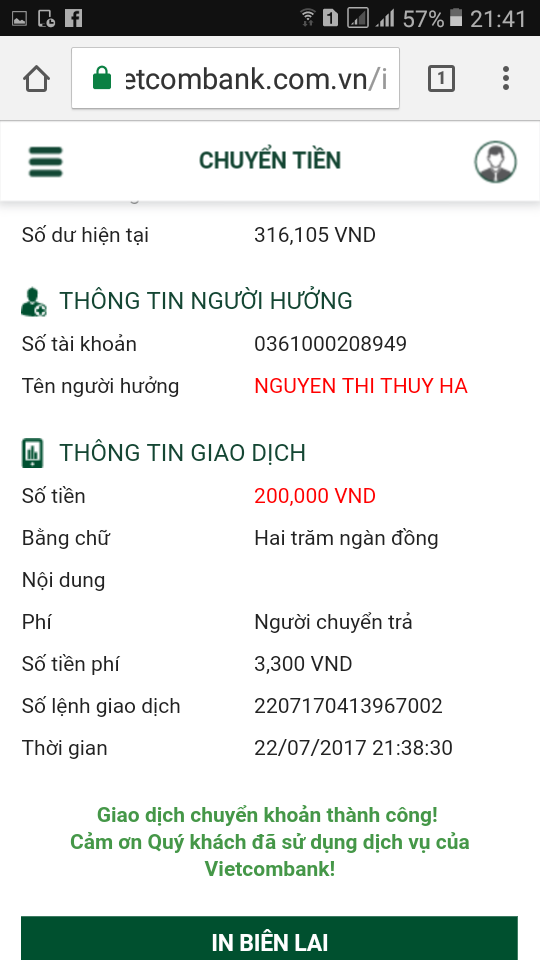 1
57%
21:41
etcombank.com.vn/i
1
CHUYỂN TIỀN
Số dư hiện tại 316,105 VND
THÔNG TIN NGƯỜI HƯỞNG
Số tài khoản 0361000208949
Tên người hưởng NGUYEN THI THUY HA
THÔNG TIN GIAO DỊCH
Số tiền 200,000 VND
Bằng chữ Hai trăm ngàn đồng
Nội dung
Phí Người chuyển trả
Số tiền phí 3,300 VND
Số lệnh giao dịch 2207170413967002
Thời gian 22/07/2017 21:38:30
Giao dịch chuyển khoản thành công!
Cảm ơn Quý khách đã sử dụng dịch vụ của
Vietcombank!
IN BIÊN LAI